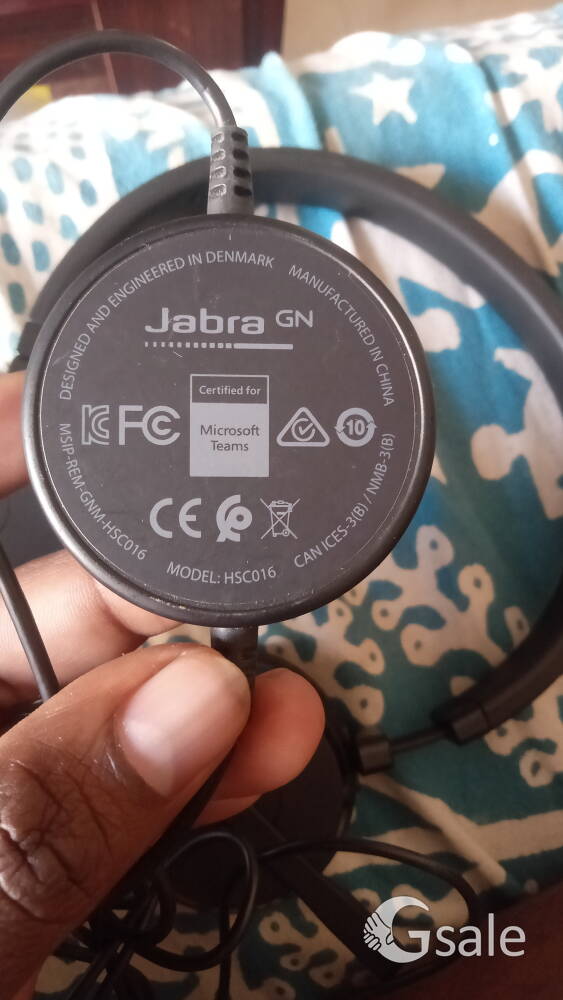 DESIGNED AND ENGINEERED IN DENMARK
MANUFACTURED IN CHINA
Jabra GN
Certified for
Microsoft
Teams
FC
10
CE
MSIP-REM-GNM-HSC016
MODEL: HSC016
CAN ICES-3(B) / NMB-3(B)
Gsale